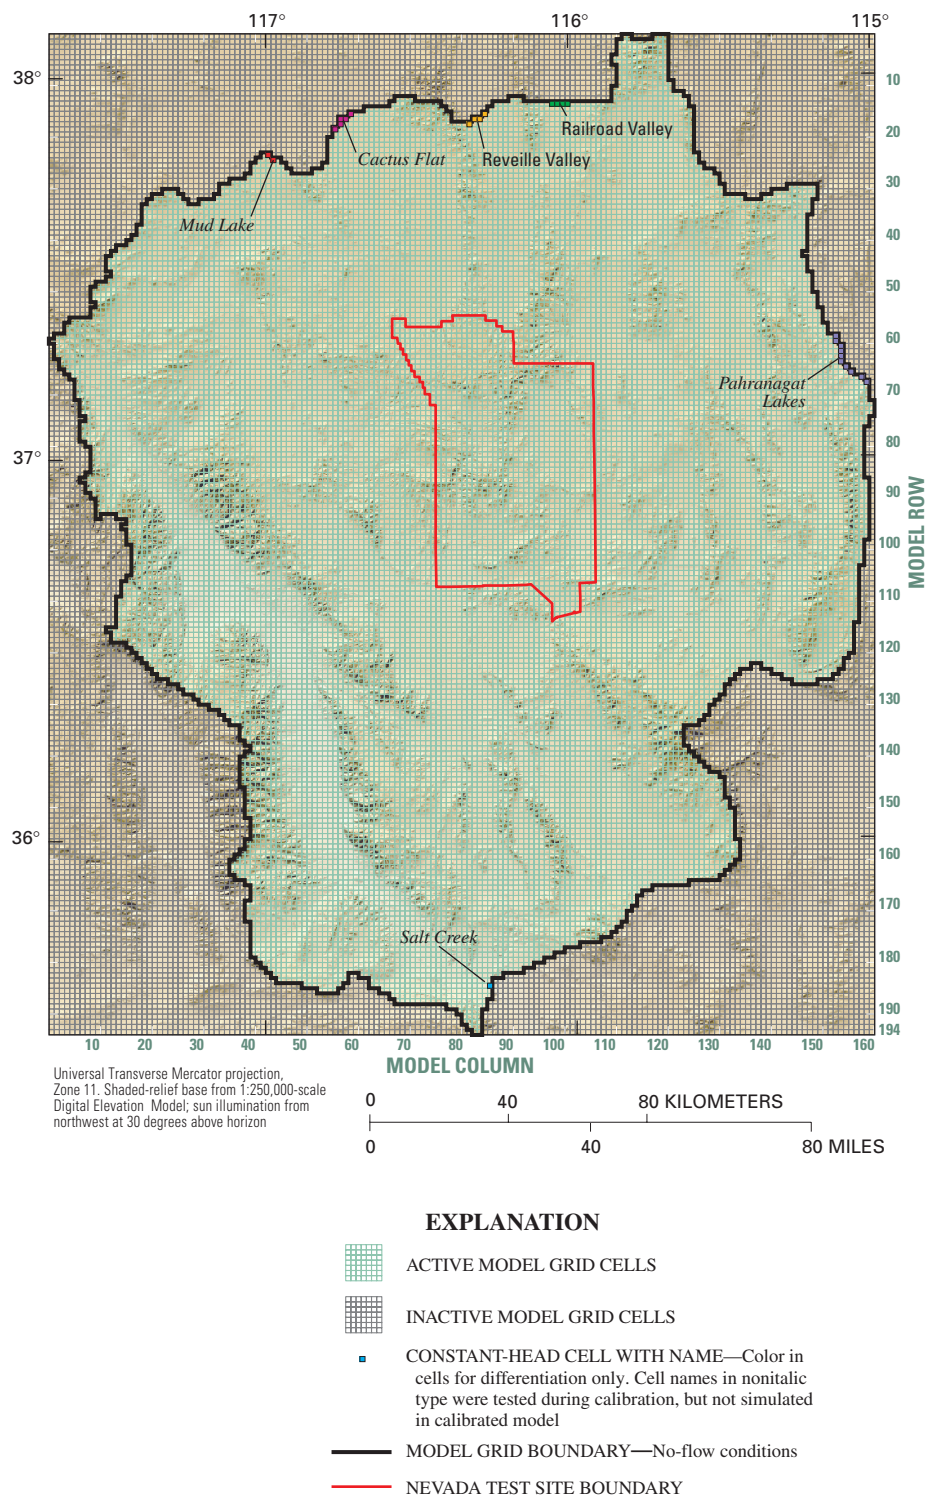 117°
116°
115°
38°
10
Railroad Valley
20
Cactus Flat
Reveille Valley
30
Mud Lake
40
50
60
Pahranagat
Lakes
70
80
37°
90
MODEL ROW
100
110
120
130
140
150
36°
160
170
Salt Creek
180
190
194
10 20 30 40 50 60 70 80 90 100 110 120 130 140 150 160
MODEL COLUMN
Universal Transverse Mercator projection,
Zone 11. Shaded-relief base from 1:250,000-scale
Digital Elevation Model; sun illumination from
northwest at 30 degrees above horizon
0 40 80 KILOMETERS
0 40 80 MILES
EXPLANATION
ACTIVE MODEL GRID CELLS
INACTIVE MODEL GRID CELLS
CONSTANT-HEAD CELL WITH NAME—Color in
cells for differentiation only. Cell names in nonitalic
type were tested during calibration, but not simulated
in calibrated model
MODEL GRID BOUNDARY—No-flow conditions
NEVADA TEST SITE BOUNDARY